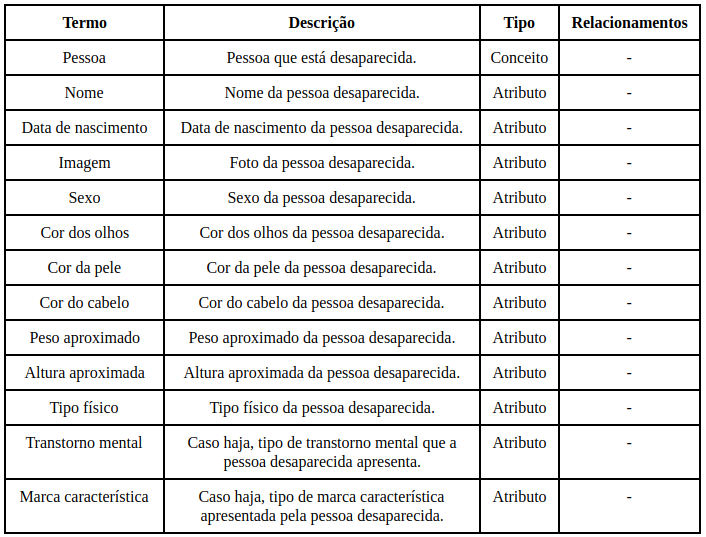 Termo Descrição Tipo Relacionamentos
Pessoa Pessoa que está desaparecida. Conceito -
Nome Nome da pessoa desaparecida. Atributo -
Data de nascimento Data de nascimento da pessoa desaparecida. Atributo -
Imagem Foto da pessoa desaparecida. Atributo -
Sexo Sexo da pessoa desaparecida. Atributo -
Cor dos olhos Cor dos olhos da pessoa desaparecida. Atributo -
Cor da pele Cor da pele da pessoa desaparecida. Atributo -
Cor do cabelo Cor do cabelo da pessoa desaparecida. Atributo -
Peso aproximado Peso aproximado da pessoa desaparecida. Atributo -
Altura aproximada Altura aproximada da pessoa desaparecida. Atributo -
Tipo físico Tipo físico da pessoa desaparecida. Atributo -
Transtorno mental Caso haja, tipo de transtorno mental que a Atributo -
pessoa desaparecida apresenta.
Marca característica Caso haja, tipo de marca característica Atributo -
apresentada pela pessoa desaparecida.